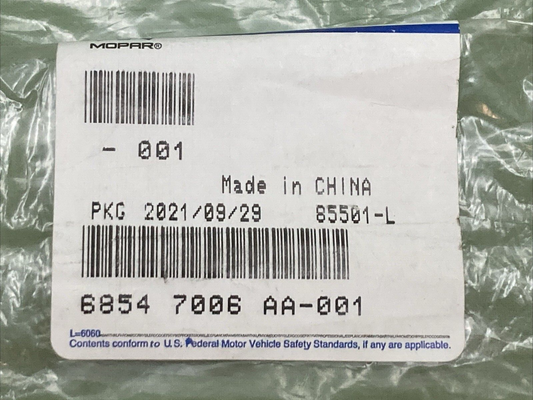 MOPAR®
- 001
Made in CHINA
PKG 2021/09/29 85501-L
6854 7006 AA-001
L=6060
Contents conform to U.S. Federal Motor Vehicle Safety Standards, if any are applicable.